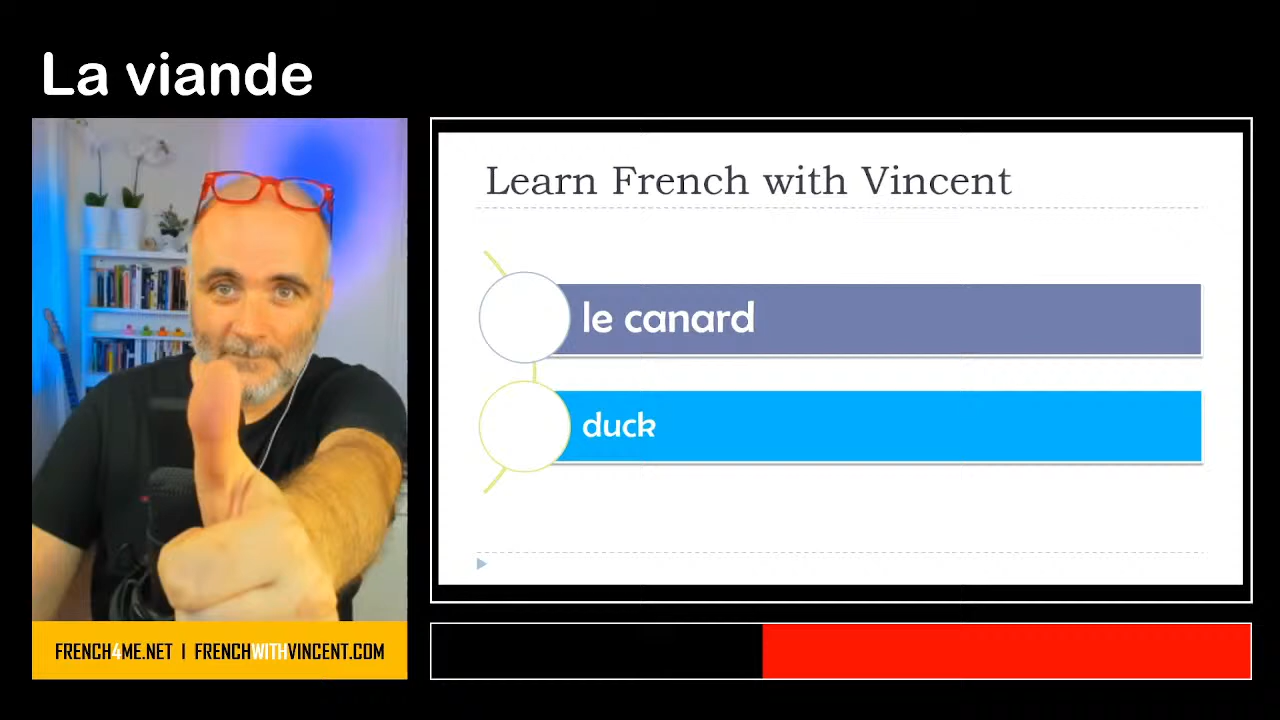 La viande
Learn French with Vincent
le canard
duck
FRENCH4ME.NET | FRENCHWITHVINCENT.COM